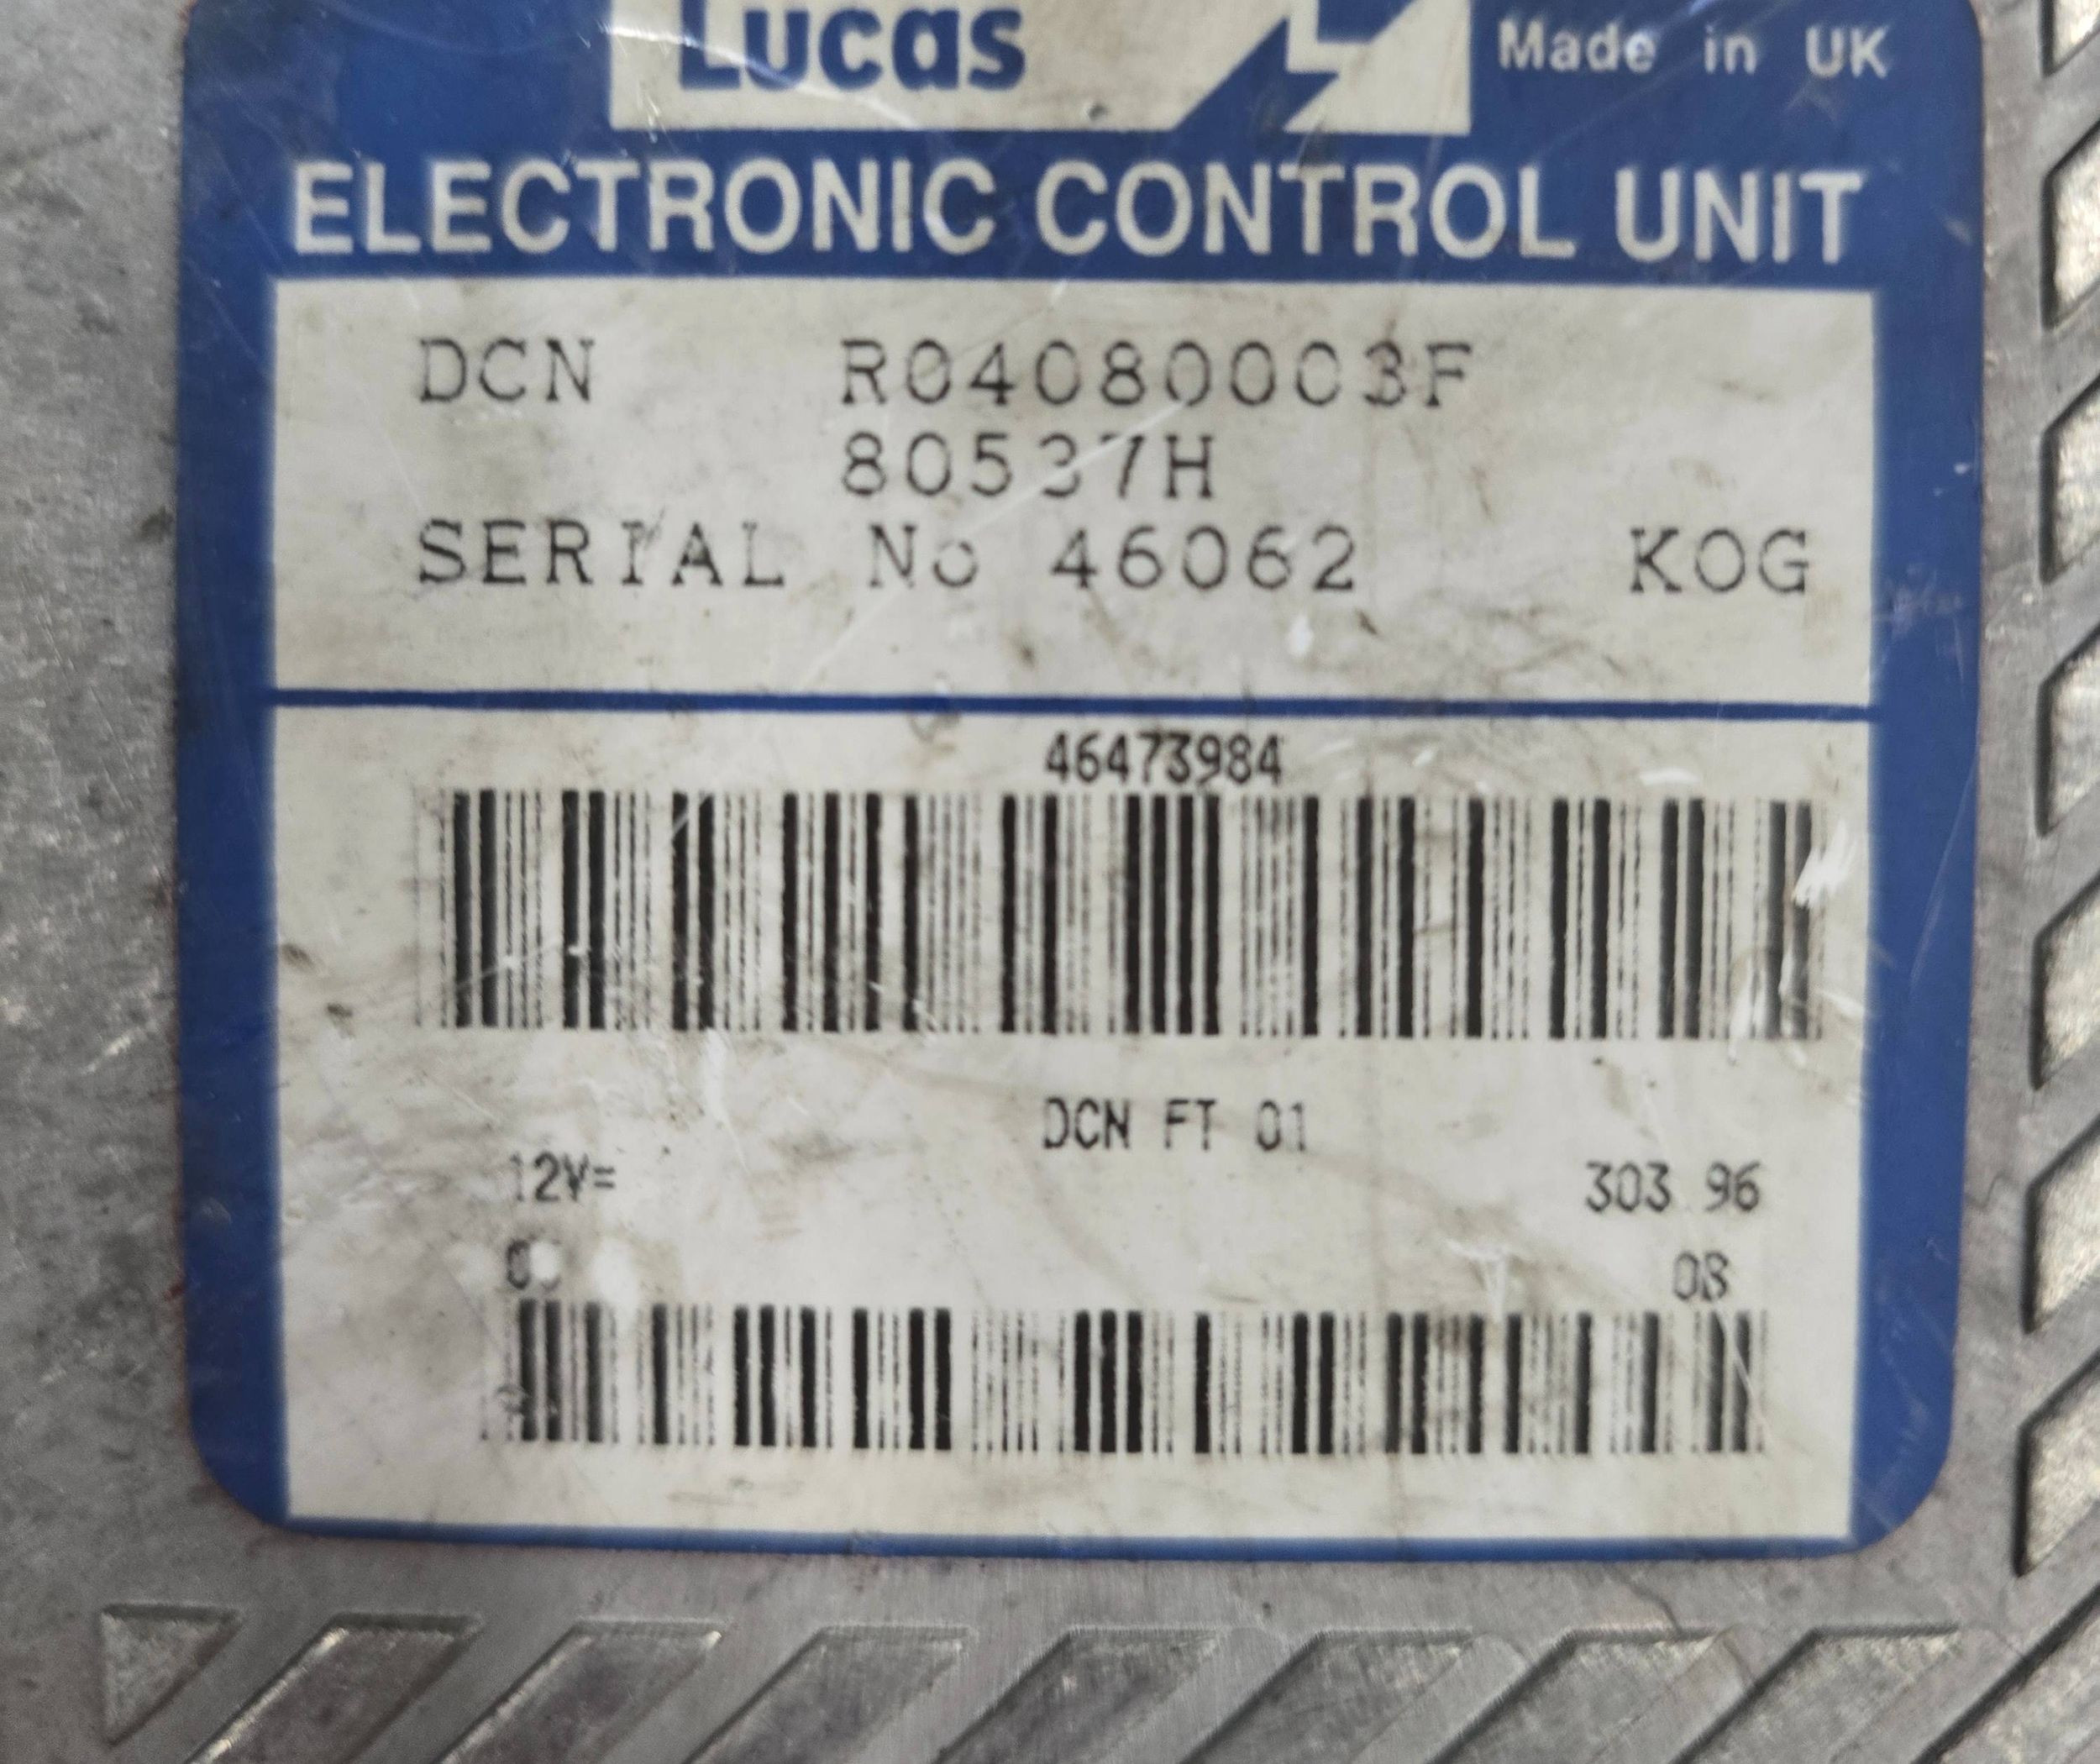 Lucas
Made in UK
ELECTRONIC CONTROL UNIT
DCN R04080003F
80537H
SERIAL No 46062 KOG
46473984
DCN FT 01
12V= 303 96
08